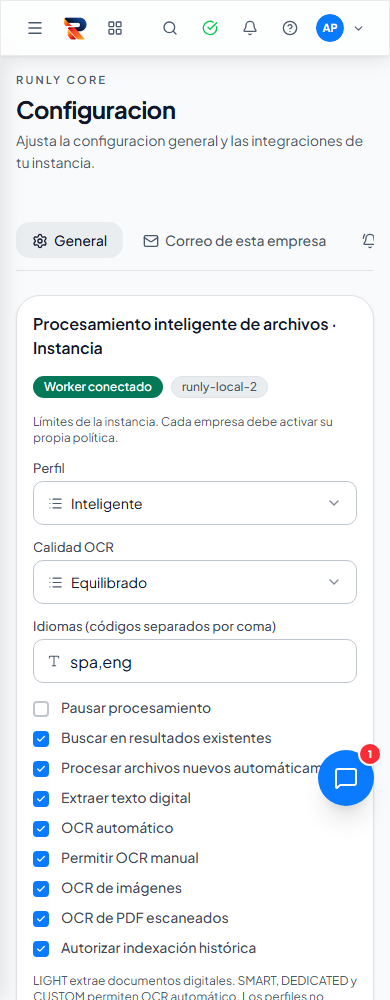 AP
RUNLY CORE
Configuracion
Ajusta la configuracion general y las integraciones de
tu instancia.
General
Correo de esta empresa
Procesamiento inteligente de archivos ·
Instancia
Worker conectado
runly-local-2
Límites de la instancia. Cada empresa debe activar su
propia política.
Perfil
Inteligente
Calidad OCR
Equilibrado
Idiomas (códigos separados por coma)
spa,eng
Pausar procesamiento
Buscar en resultados existentes
1
Procesar archivos nuevos
Extraer texto digital
OCR automático
Permitir OCR manual
OCR de imágenes
OCR de PDF escaneados
Autorizar indexación histórica
LIGHT extrae documentos digitales. SMART, DEDICATED y
CUSTOM permiten OCR automático. Los perfiles no